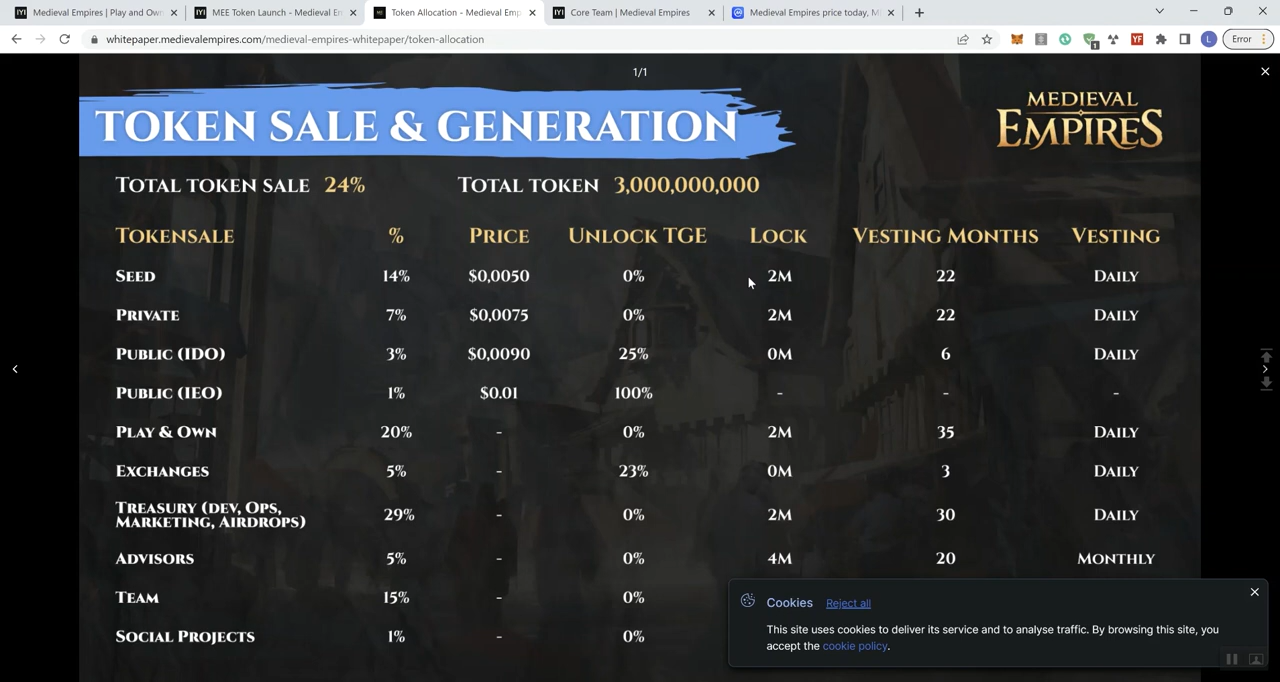 Medieval Empires | Play and Own
MEE Token Launch - Medieval Em
Token Allocation - Medieval Emp
Core Team | Medieval Empires
Medieval Empires price today, M
whitepaper.medievalempires.com/medieval-empires-whitepaper/token-allocation
1
YF
L
Error
1/1
TOKEN SALE & GENERATION
MEDIEVAL
EMPIRES
TOTAL TOKEN SALE 24% TOTAL TOKEN 3,000,000,000
TOKENSALE % PRICE UNLOCK TGE LOCK VESTING MONTHS VESTING
SEED 14% $0,0050 0% 2M 22 DAILY
PRIVATE 7% $0,0075 0% 2M 22 DAILY
PUBLIC (IDO) 3% $0,0090 25% 0M 6 DAILY
PUBLIC (IEO) 1% $0.01 100% - - -
PLAY & OWN 20% - 0% 2M 35 DAILY
EXCHANGES 5% - 23% 0M 3 DAILY
TREASURY (DEV, OPS,
MARKETING, AIRDROPS) 29% - 0% 2M 30 DAILY
ADVISORS 5% - 0% 4M 20 MONTHLY
TEAM 15% - 0%
SOCIAL PROJECTS 1% - 0%
Cookies Reject all
This site uses cookies to deliver its service and to analyse traffic. By browsing this site, you
accept the cookie policy.